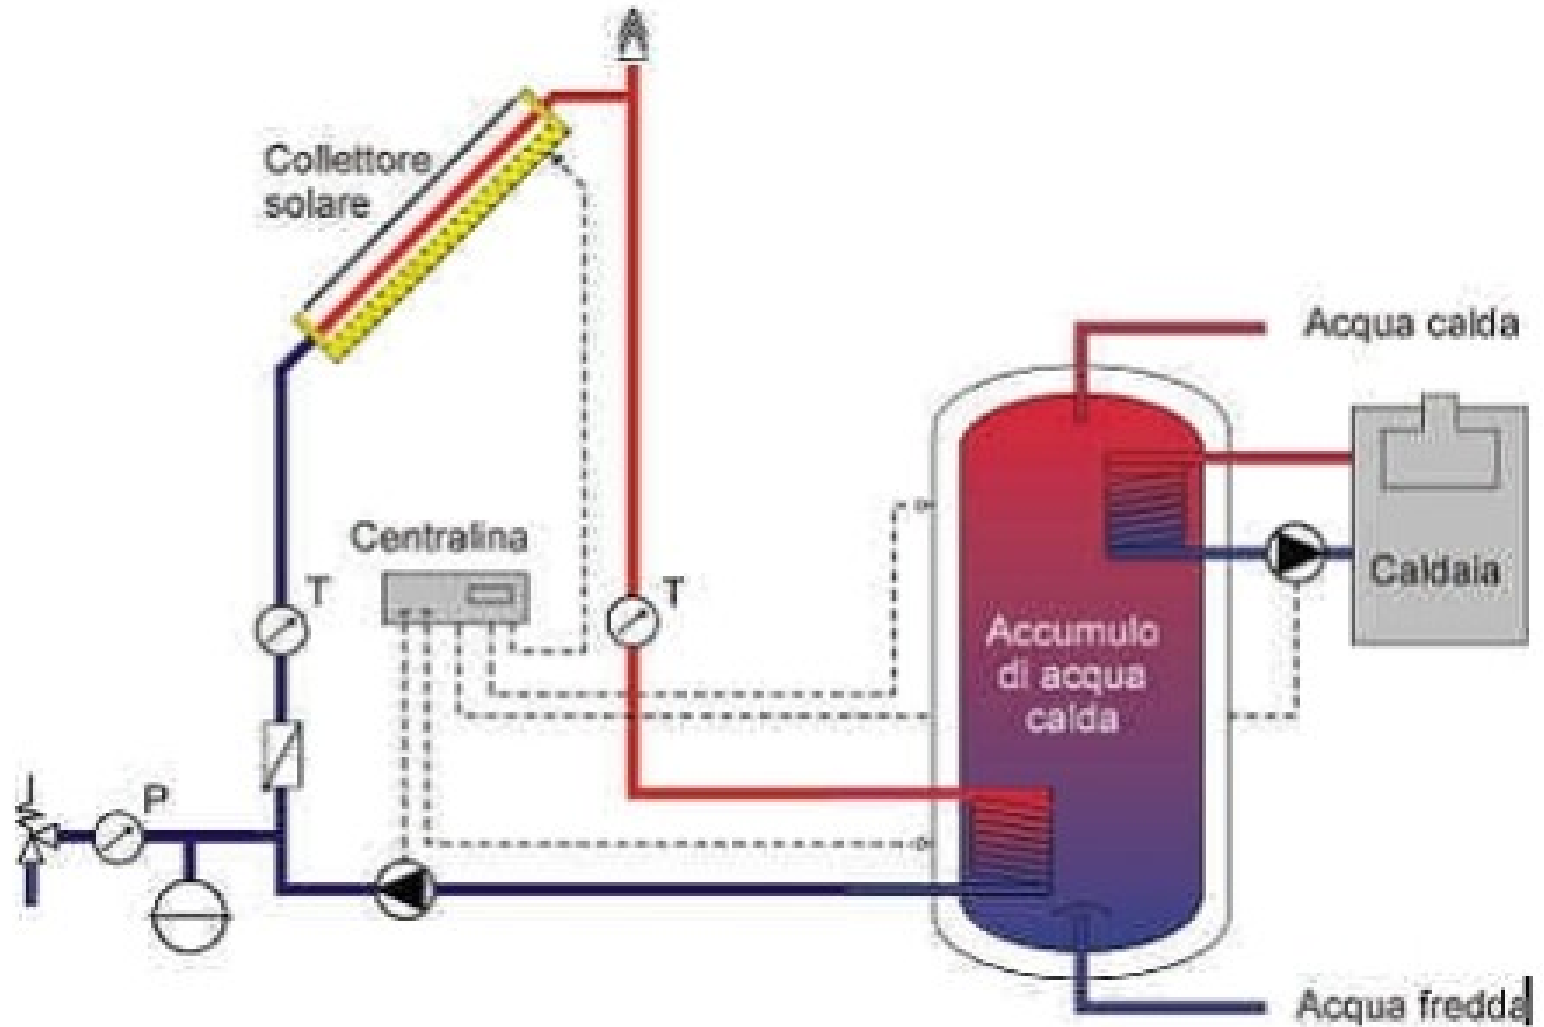 Collettore
solare
Acqua calda
Centralina
T
T
Caldaia
Accumulo
di acqua
calda
P
Acqua fredda